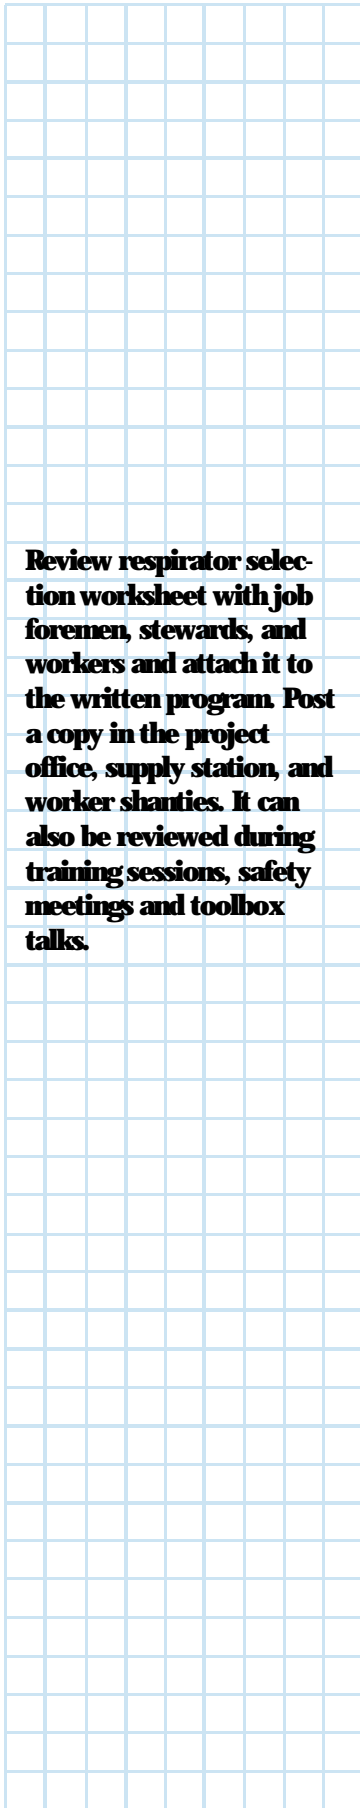 Review respirator selec-
tion worksheet with job
foremen, stewards, and
workers and attach it to
the written program. Post
a copy in the project
office, supply station, and
worker shanties. It can
also be reviewed during
training sessions, safety
meetings and toolbox
talks.